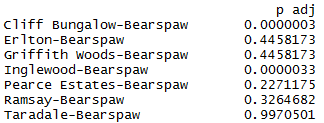 p adj
Cliff Bungalow-Bearspaw 0.0000003
Erlton-Bearspaw 0.4458173
Griffith Woods-Bearspaw 0.4458173
Inglewood-Bearspaw 0.0000033
Pearce Estates-Bearspaw 0.2271175
Ramsay-Bearspaw 0.3264682
Taradale-Bearspaw 0.9970501